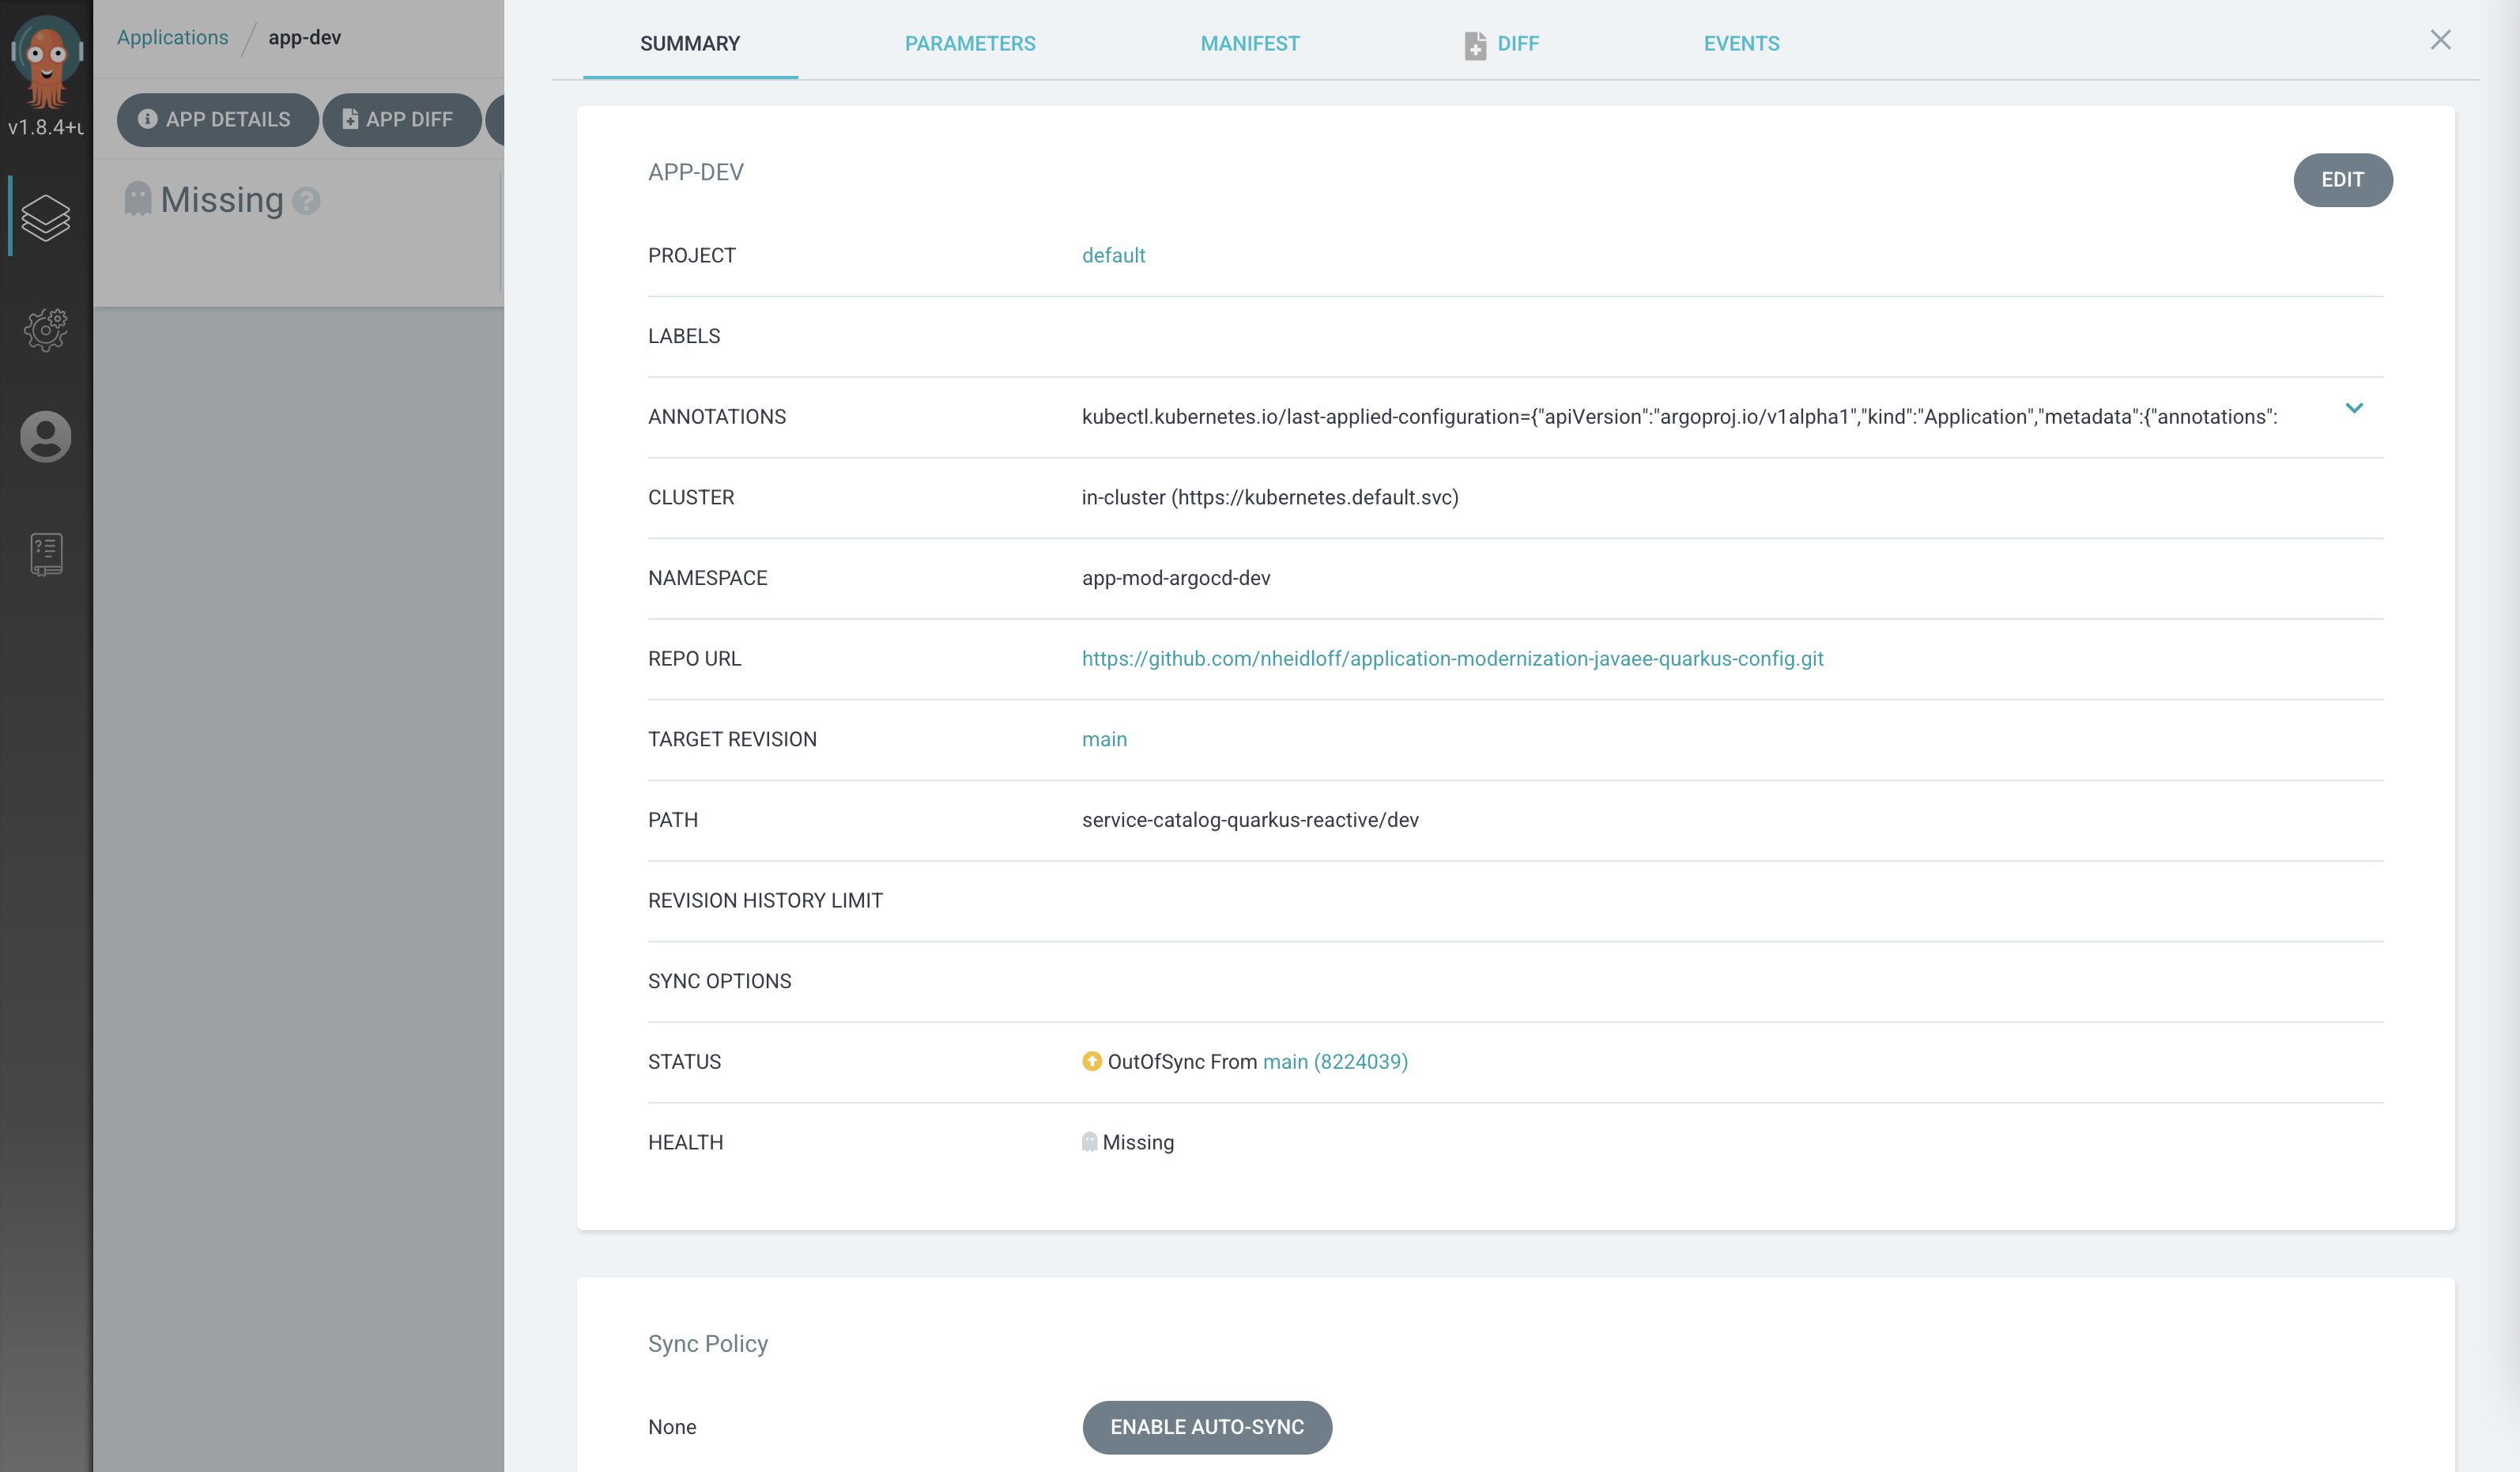 Applications / app-dev
v1.8.4+u
APP DETAILS
APP DIFF
Missing
SUMMARY
PARAMETERS
MANIFEST
DIFF
EVENTS
APP-DEV
EDIT
PROJECT default
LABELS
ANNOTATIONS kubectl.kubernetes.io/last-applied-configuration={"apiVersion":"argoproj.io/v1alpha1","kind":"Application","metadata":{"annotations":
CLUSTER in-cluster (https://kubernetes.default.svc)
NAMESPACE app-mod-argocd-dev
REPO URL https://github.com/nheidloff/application-modernization-javaee-quarkus-config.git
TARGET REVISION main
PATH service-catalog-quarkus-reactive/dev
REVISION HISTORY LIMIT
SYNC OPTIONS
STATUS OutOfSync From main (8224039)
HEALTH Missing
Sync Policy
None ENABLE AUTO-SYNC